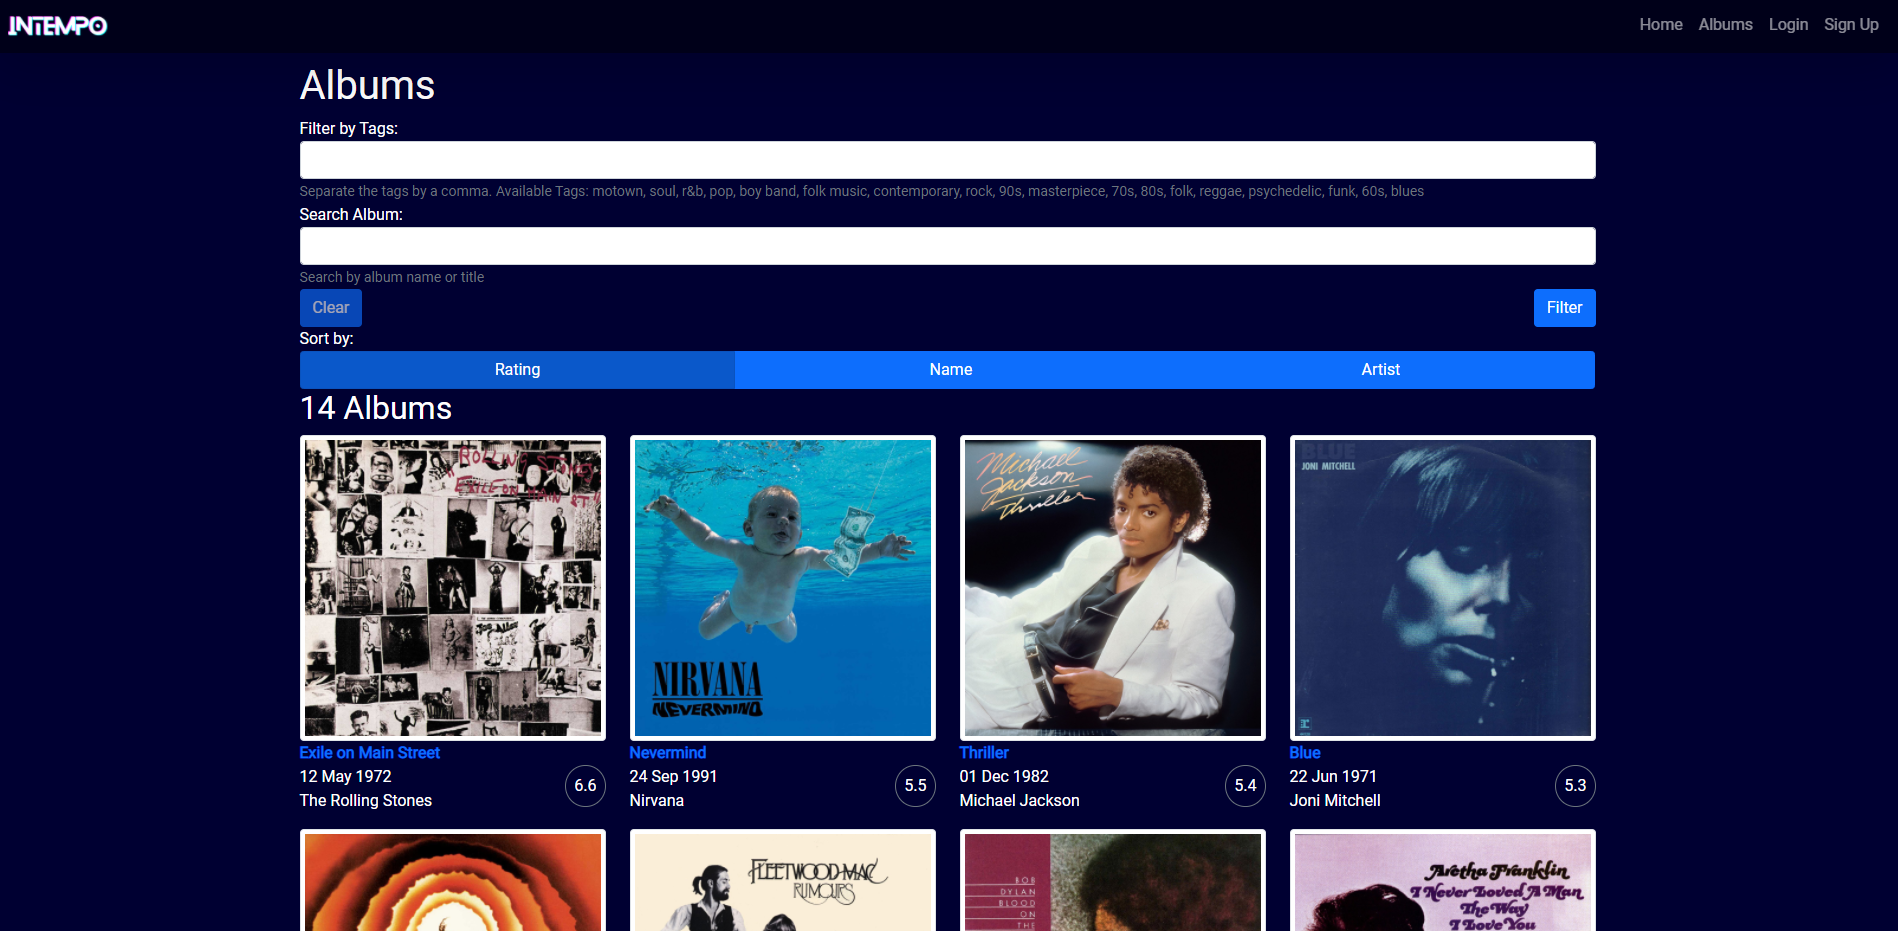 INTEMPO
Home Albums Login Sign Up
Albums
Filter by Tags:
Separate the tags by a comma. Available Tags: motown, soul, r&b, pop, boy band, folk music, contemporary, rock, 90s, masterpiece, 70s, 80s, folk, reggae, psychedelic, funk, 60s, blues
Search Album:
Search by album name or title
Clear
Filter
Sort by:
Rating Name Artist
14 Albums
ROLLING STONES
EXILE ON MAIN ST
NIRVANA
NEVERMIND
Michael
Jackson
Thriller
BLUE
JONI MITCHELL
Exile on Main Street
12 May 1972
The Rolling Stones
6.6
Nevermind
24 Sep 1991
Nirvana
5.5
Thriller
01 Dec 1982
Michael Jackson
5.4
Blue
22 Jun 1971
Joni Mitchell
5.3
FLEETWOOD MAC
RUMOURS
BOB
DYLAN
BLOOD
ON
THE
Aretha Franklin
I Never Loved A Man
The Way
I Love You